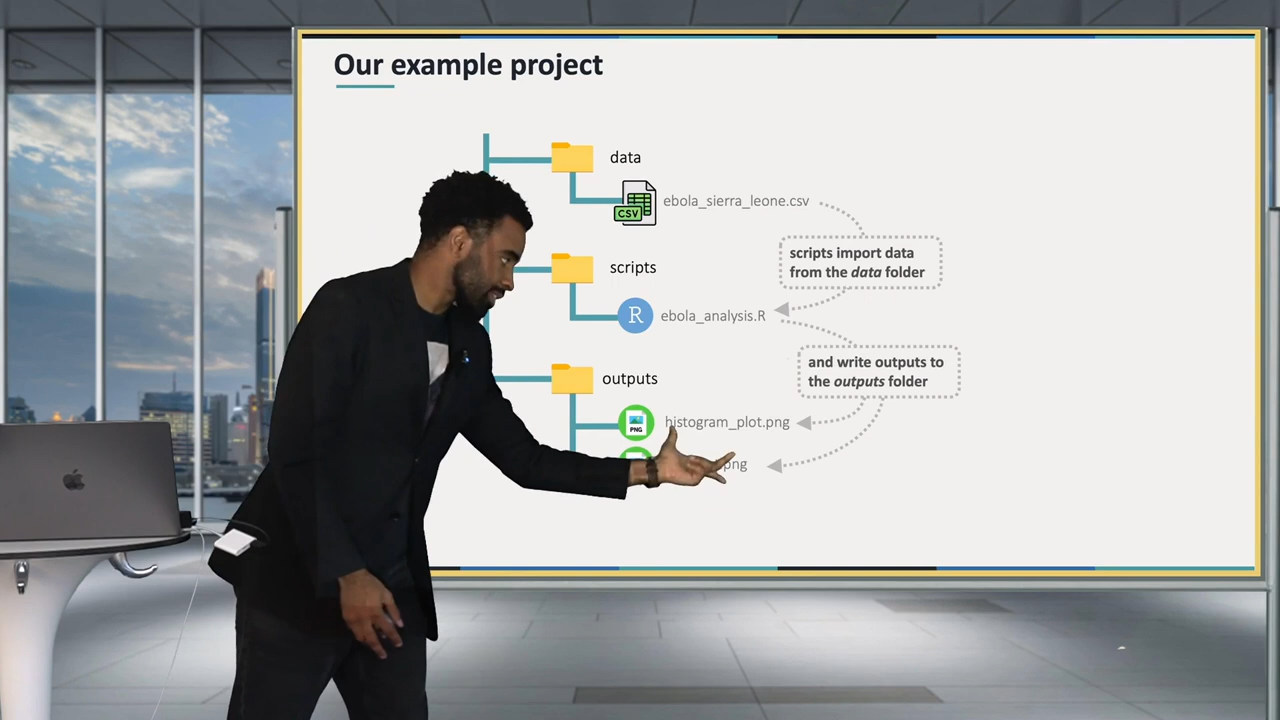 Our example project
data
CSV
ebola_sierra_leone.csv
scripts import data
from the data folder
scripts
R
ebola_analysis.R
and write outputs to
the outputs folder
outputs
PNG
histogram_plot.png
png